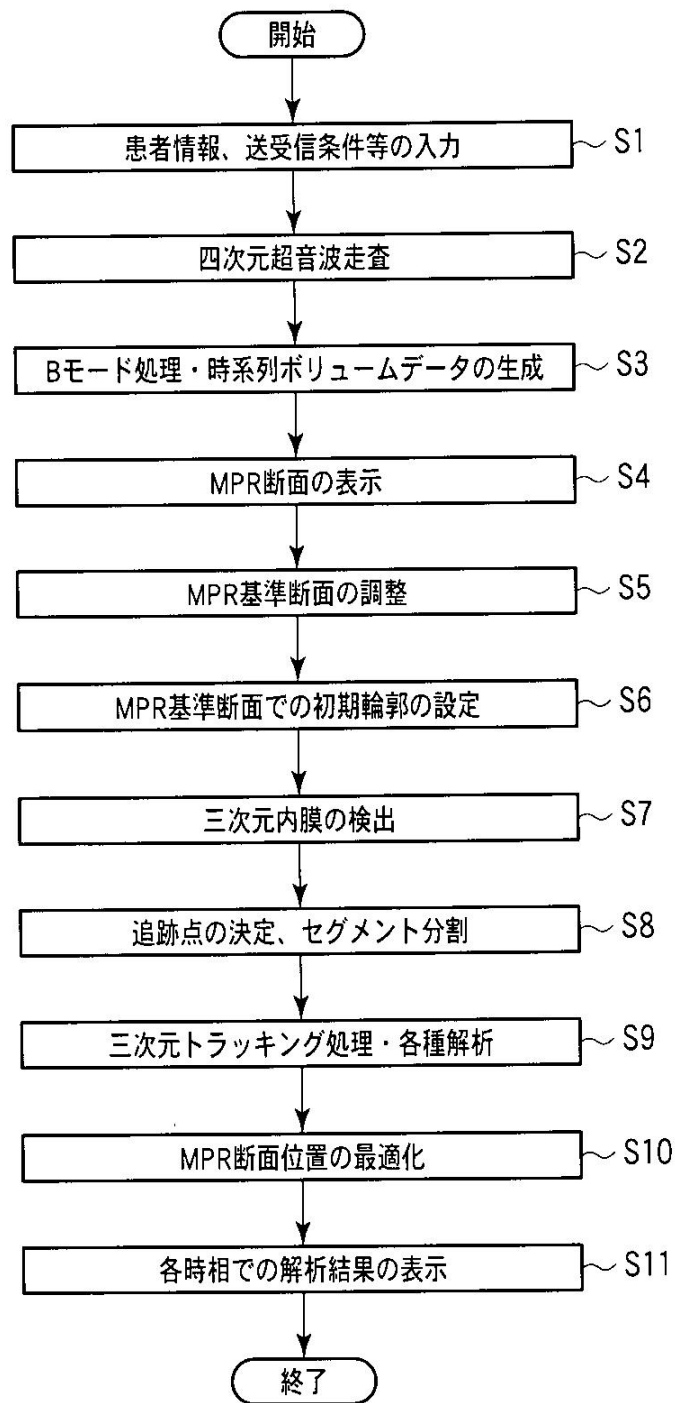 開始
患者情報、送受信条件等の入力 S1
四次元超音波走査 S2
Bモード処理・時系列ボリュームデータの生成 S3
MPR断面の表示 S4
MPR基準断面の調整 S5
MPR基準断面での初期輪郭の設定 S6
三次元内膜の検出 S7
追跡点の決定、セグメント分割 S8
三次元トラッキング処理・各種解析 S9
MPR断面位置の最適化 S10
各時相での解析結果の表示 S11
終了